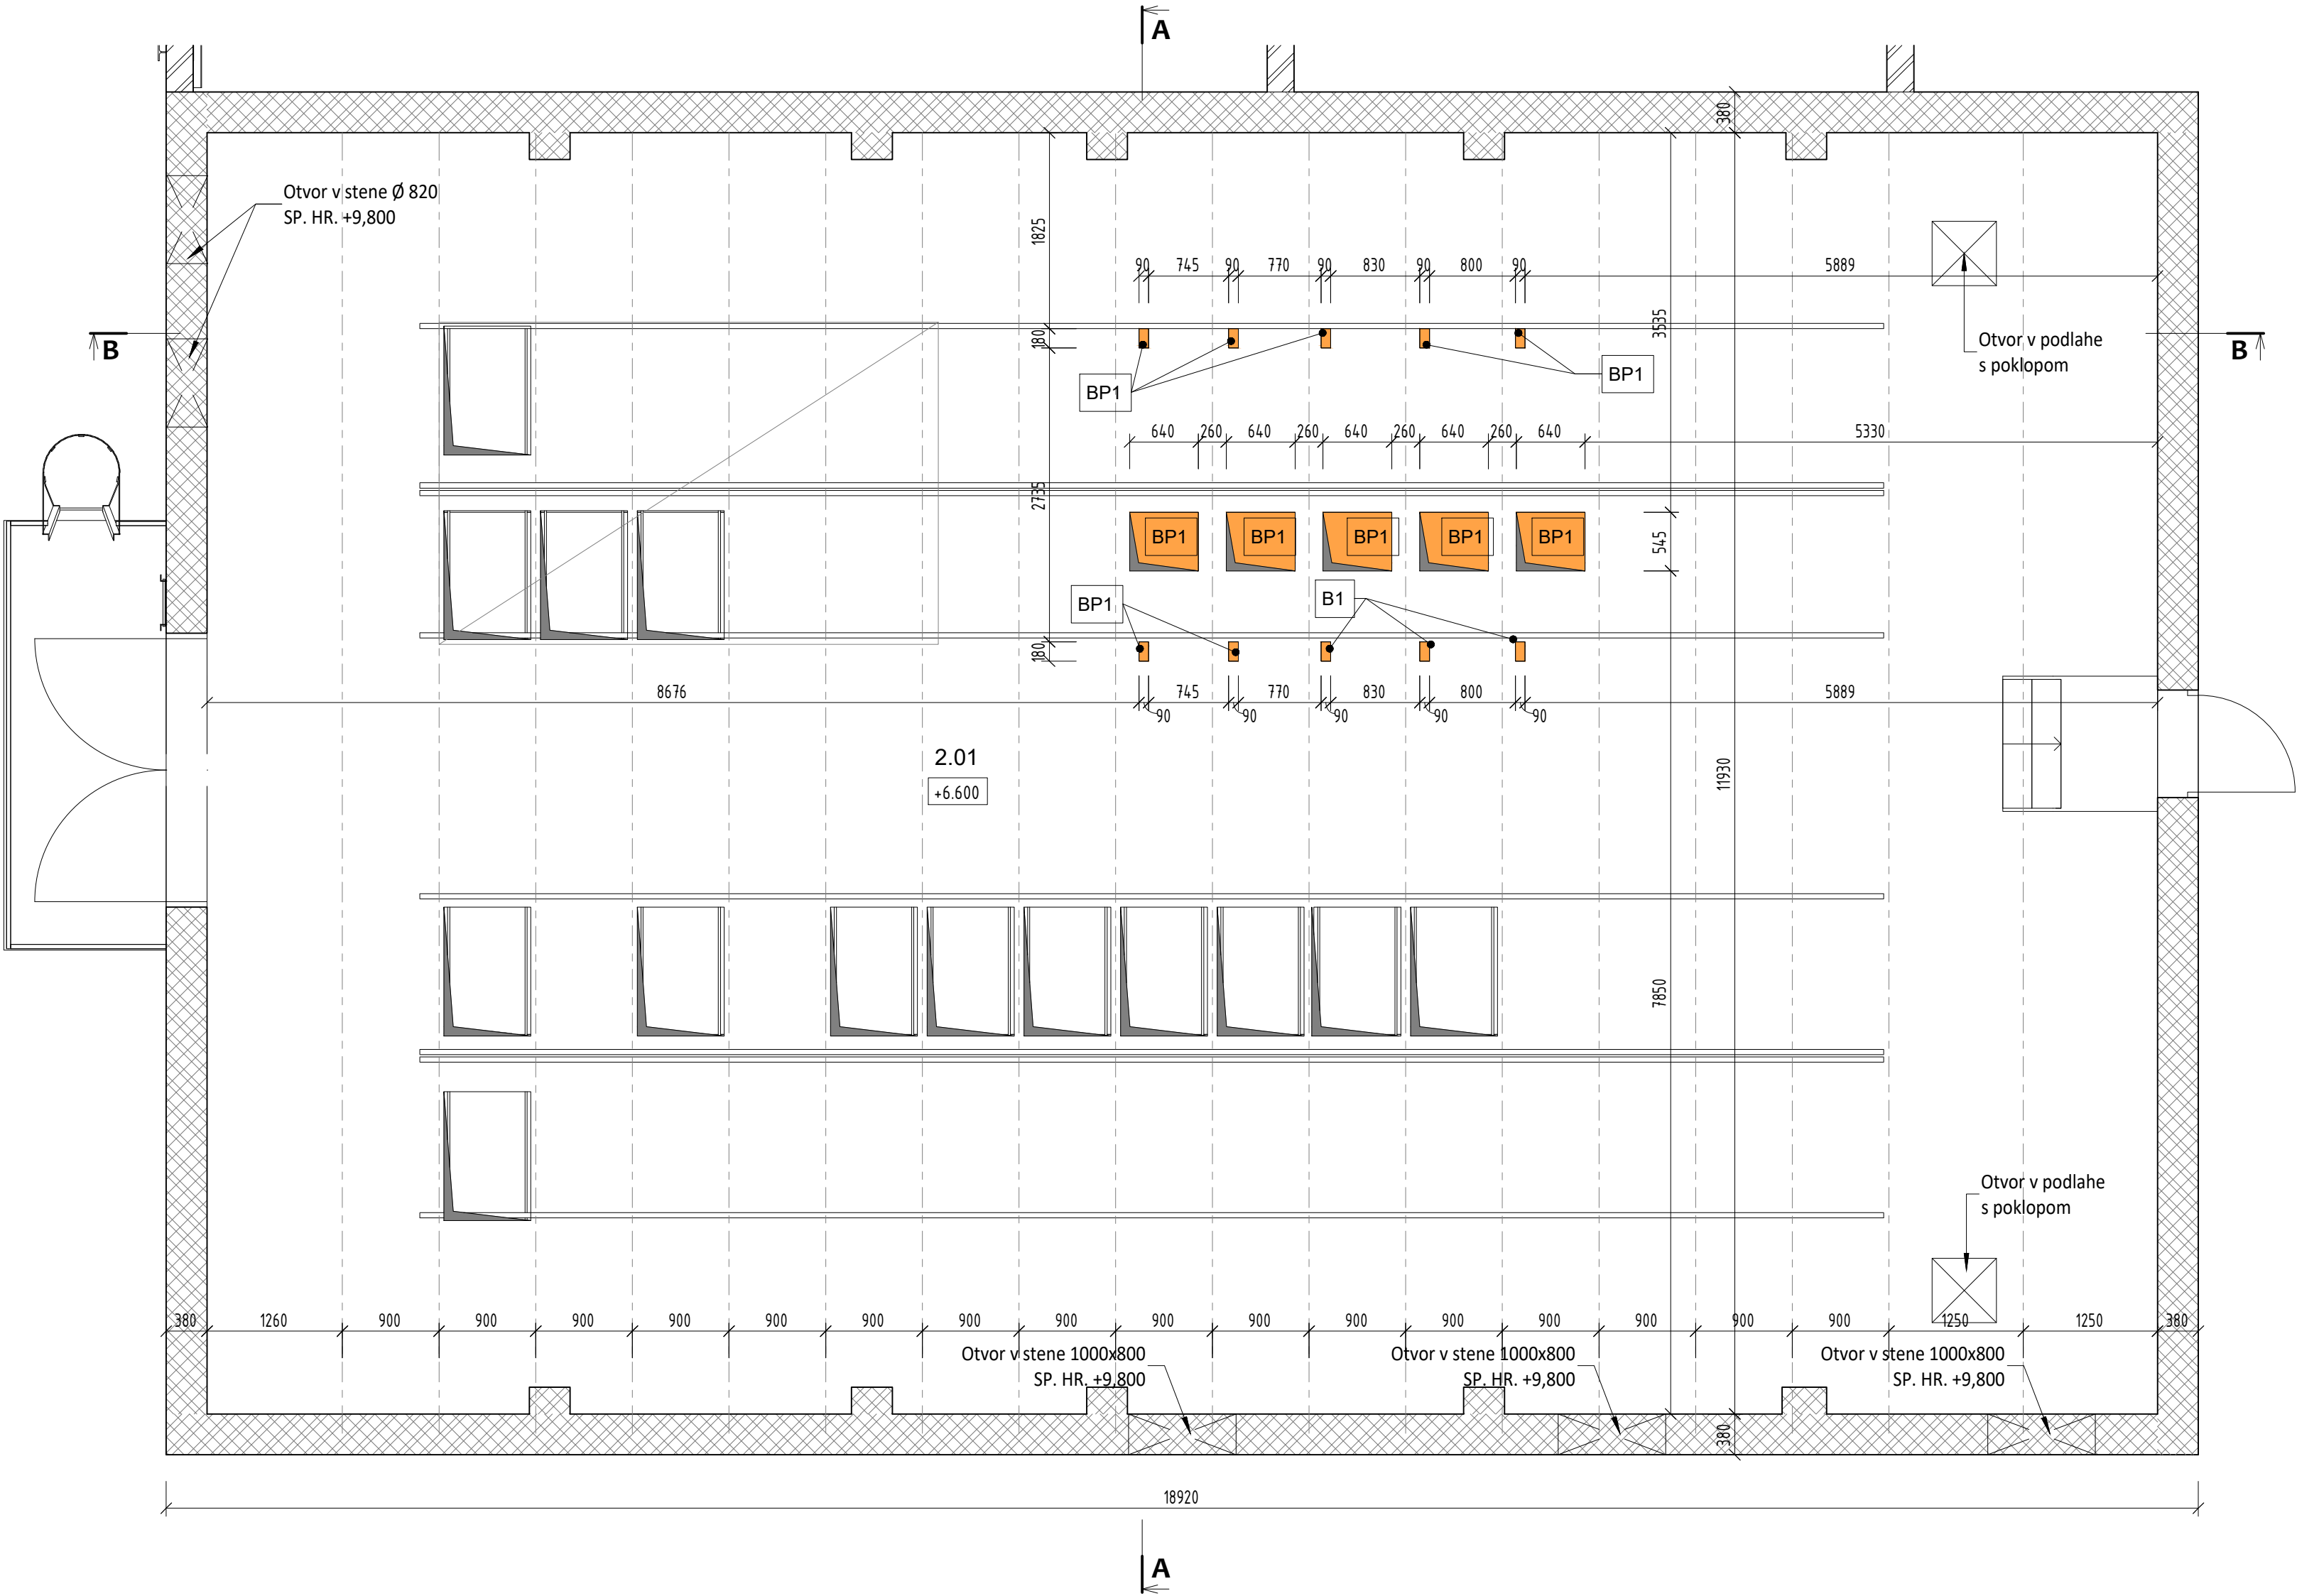 A
380
Otvor v stene Ø 820
SP. HR. +9,800
1825
90 745 90 770 90 830 90 800 90 5889
3535
Otvor v podlahe
s poklopom
B
B
180
BP1
BP1
640 260 640 260 640 260 640 260 640 5330
2735
BP1 BP1 BP1 BP1 BP1
545
BP1
B1
180
8676 745 770 830 800 5889
90 90 90 90 90
2.01
+6.600
11930
7850
Otvor v podlahe
s poklopom
380 1260 900 900 900 900 900 900 900 900 900 900 900 900 900 900 900 900 1250 1250 380
Otvor v stene 1000x800
SP. HR. +9,800
Otvor v stene 1000x800
SP. HR. +9,800
Otvor v stene 1000x800
SP. HR. +9,800
380
18920
A